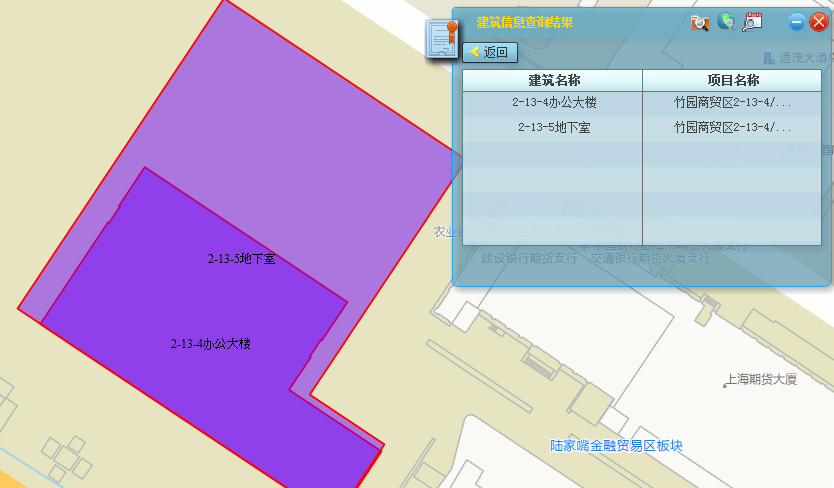 建筑信息查询结果
返回
通茂大酒店
建筑名称 项目名称
2-13-4办公大楼 竹园商贸区2-13-4/...
2-13-5地下室 竹园商贸区2-13-4/...
农业银
建设银行期货支行 交通银行期货大厦支行
2-13-5地下室
2-13-4办公大楼
上海期货大厦
陆家嘴金融贸易区板块